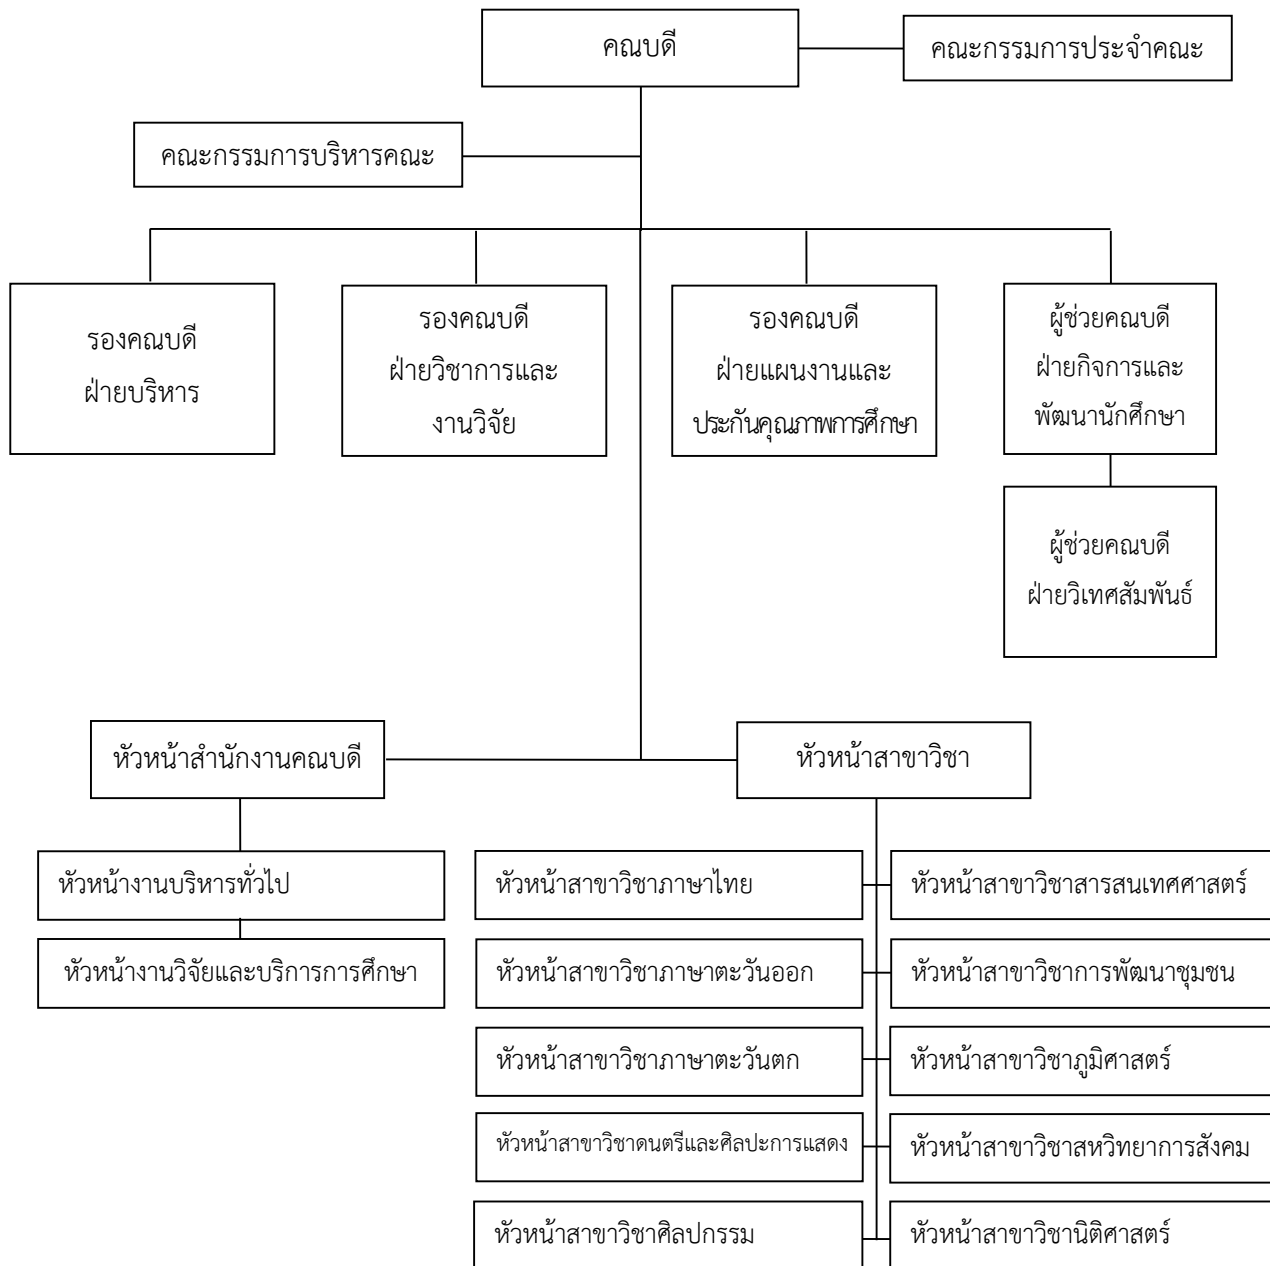 คณบดี
คณะกรรมการประจำคณะ
คณะกรรมการบริหารคณะ
รองคณบดี
ฝ่ายบริหาร
รองคณบดี
ฝ่ายวิชาการและ
งานวิจัย
รองคณบดี
ฝ่ายแผนงานและ
ประกันคุณภาพการศึกษา
ผู้ช่วยคณบดี
ฝ่ายกิจการและ
พัฒนานักศึกษา
ผู้ช่วยคณบดี
ฝ่ายวิเทศสัมพันธ์
หัวหน้าสำนักงานคณบดี
หัวหน้าสาขาวิชา
หัวหน้างานบริหารทั่วไป
หัวหน้างานวิจัยและบริการการศึกษา
หัวหน้าสาขาวิชาภาษาไทย
หัวหน้าสาขาวิชาสารสนเทศศาสตร์
หัวหน้าสาขาวิชาภาษาตะวันออก
หัวหน้าสาขาวิชาการพัฒนาชุมชน
หัวหน้าสาขาวิชาภาษาตะวันตก
หัวหน้าสาขาวิชาภูมิศาสตร์
หัวหน้าสาขาวิชาดนตรีและศิลปะการแสดง
หัวหน้าสาขาวิชาสหวิทยาการสังคม
หัวหน้าสาขาวิชาศิลปกรรม
หัวหน้าสาขาวิชานิติศาสตร์